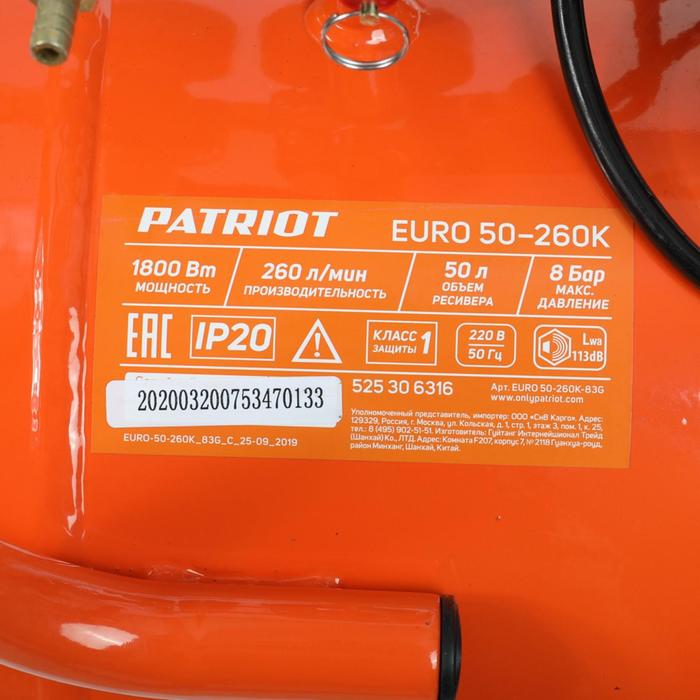 PATRIOT EURO 50-260K
1800 Вт 260 л/мин 50 л 8 Бар
МОЩНОСТЬ ПРОИЗВОДИТЕЛЬНОСТЬ ОБЪЕМ РЕСИВЕРА МАКС. ДАВЛЕНИЕ
EAC IP20 КЛАСС ЗАЩИТЫ 1 220 В 50 Гц Lwa 113dB
525 30 6316 Арт. EURO 50-260K-83G
www.onlypatriot.com
202003200753470133
EURO-50-260K_83G_C_25-09_2019
Уполномоченный представитель, импортер: ООО «СнВ Карго». Адрес:
129329, Россия, г. Москва, ул. Кольская, д. 1, стр. 1, этаж 3, пом. 1, к. 25,
тел.: 8 (495) 902-51-51. Изготовитель: Гуйтанг Интернейшионал Трейд
(Шанхай) Ко., ЛТД. Адрес: Комната F207, корпус 7, № 2118 Гуанхуа-роуд,
район Минханг, Шанхай, Китай.